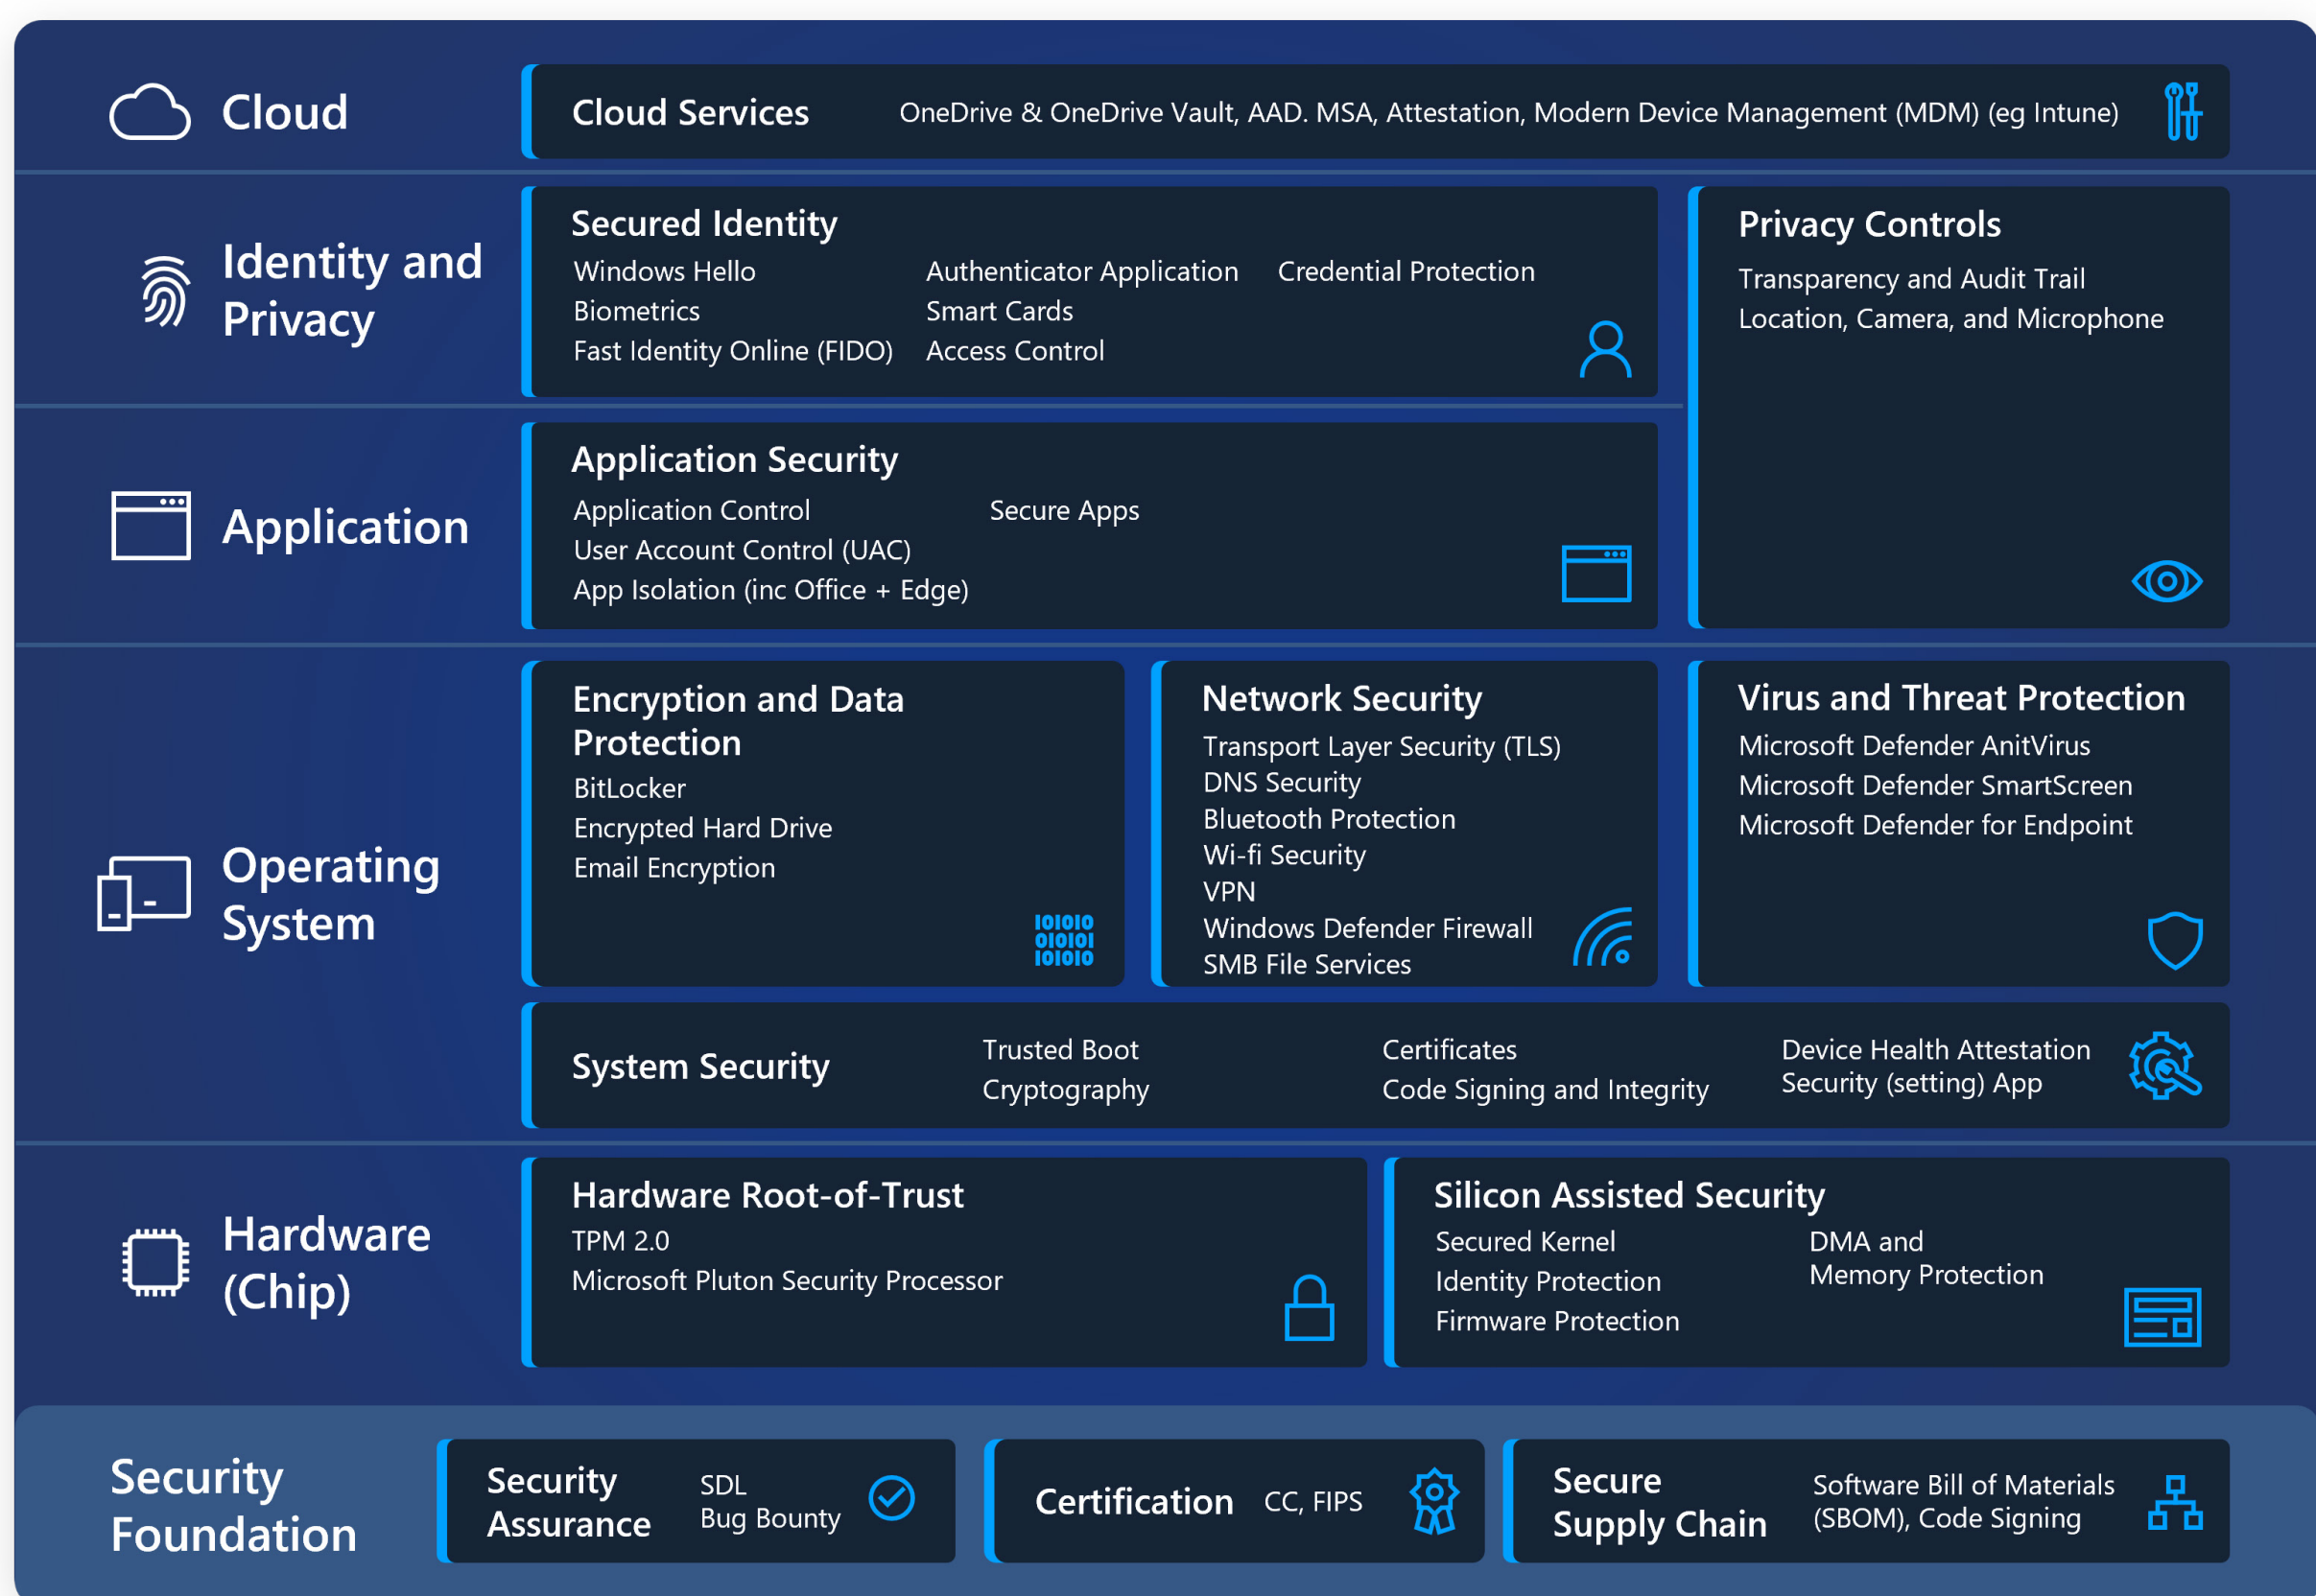 Cloud
Cloud Services
OneDrive & OneDrive Vault, AAD. MSA, Attestation, Modern Device Management (MDM) (eg Intune)
Identity and
Privacy
Secured Identity
Windows Hello
Biometrics
Fast Identity Online (FIDO)
Authenticator Application
Smart Cards
Access Control
Credential Protection
Privacy Controls
Transparency and Audit Trail
Location, Camera, and Microphone
Application
Application Security
Application Control
User Account Control (UAC)
App Isolation (inc Office + Edge)
Secure Apps
Operating
System
Encryption and Data
Protection
BitLocker
Encrypted Hard Drive
Email Encryption
101010
010101
101010
Network Security
Transport Layer Security (TLS)
DNS Security
Bluetooth Protection
Wi-fi Security
VPN
Windows Defender Firewall
SMB File Services
Virus and Threat Protection
Microsoft Defender AnitVirus
Microsoft Defender SmartScreen
Microsoft Defender for Endpoint
System Security
Trusted Boot
Cryptography
Certificates
Code Signing and Integrity
Device Health Attestation
Security (setting) App
Hardware
(Chip)
Hardware Root-of-Trust
TPM 2.0
Microsoft Pluton Security Processor
Silicon Assisted Security
Secured Kernel
Identity Protection
Firmware Protection
DMA and
Memory Protection
Security
Foundation
Security
Assurance
SDL
Bug Bounty
Certification
CC, FIPS
Secure
Supply Chain
Software Bill of Materials
(SBOM), Code Signing